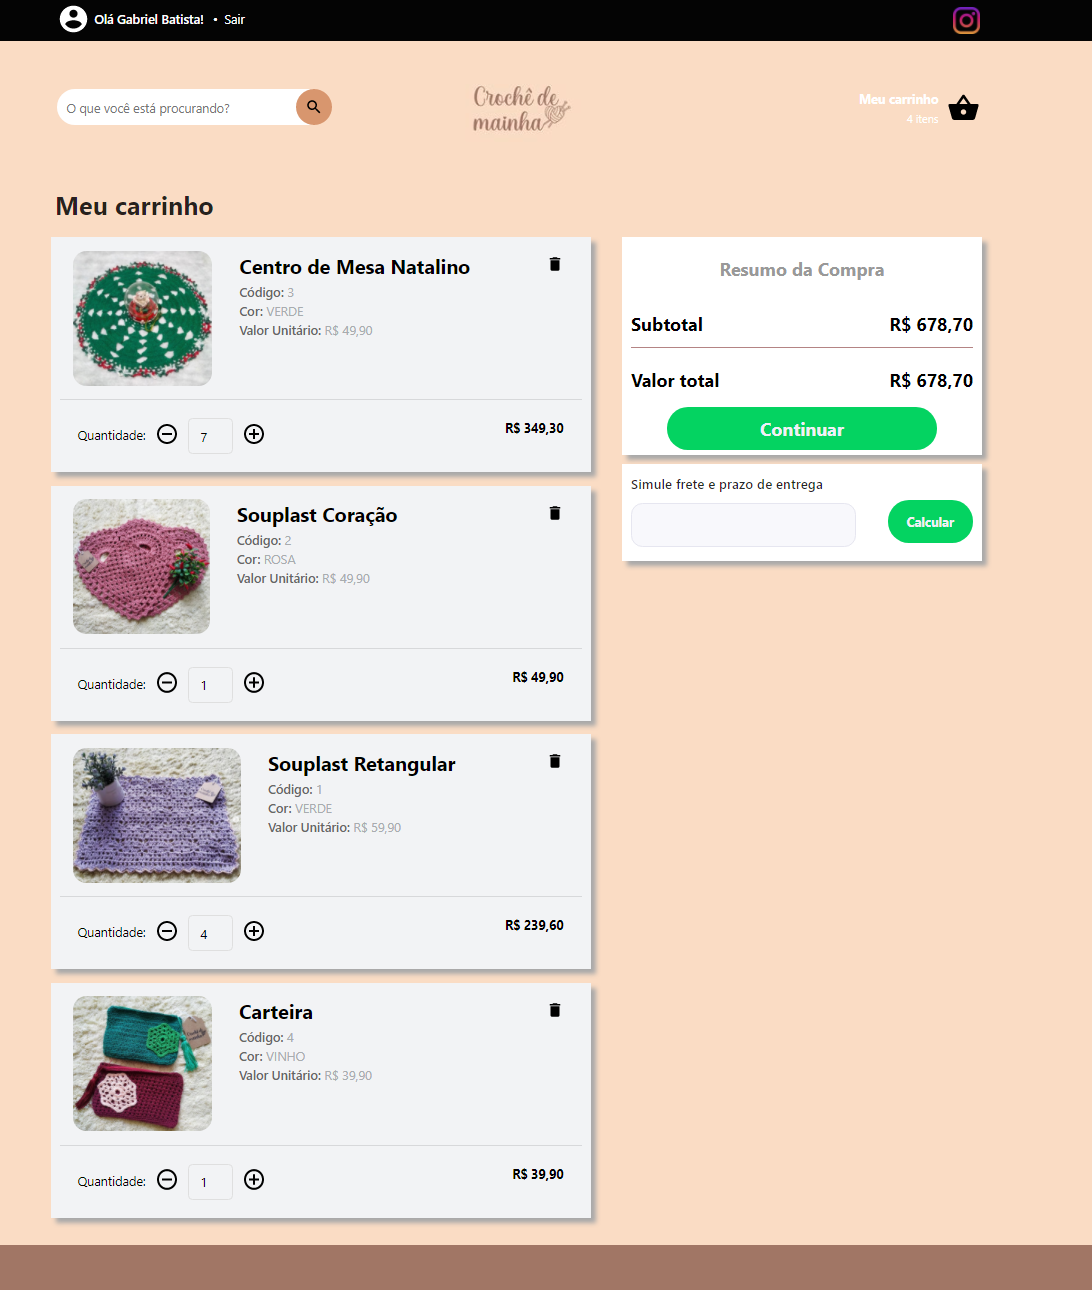 Olá Gabriel Batista! • Sair
O que você está procurando?
Crochê de
mainha
Meu carrinho
4 itens
Meu carrinho
Centro de Mesa Natalino
Código: 3
Cor: VERDE
Valor Unitário: R$ 49,90
Quantidade: 7
R$ 349,30
Souplast Coração
Código: 2
Cor: ROSA
Valor Unitário: R$ 49,90
Quantidade: 1
R$ 49,90
Souplast Retangular
Código: 1
Cor: VERDE
Valor Unitário: R$ 59,90
Quantidade: 4
R$ 239,60
Carteira
Código: 4
Cor: VINHO
Valor Unitário: R$ 39,90
Quantidade: 1
R$ 39,90
Resumo da Compra
Subtotal R$ 678,70
Valor total R$ 678,70
Continuar
Simule frete e prazo de entrega
Calcular